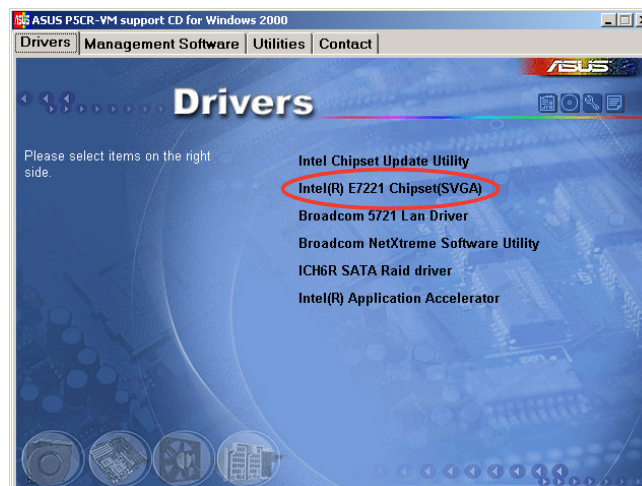 ASUS P5CR-VM support CD for Windows 2000
Drivers Management Software Utilities Contact
ASUS
Drivers
Please select items on the right
side.
Intel Chipset Update Utility
Intel(R) E7221 Chipset(SVGA)
Broadcom 5721 Lan Driver
Broadcom NetXtreme Software Utility
ICH6R SATA Raid driver
Intel(R) Application Accelerator